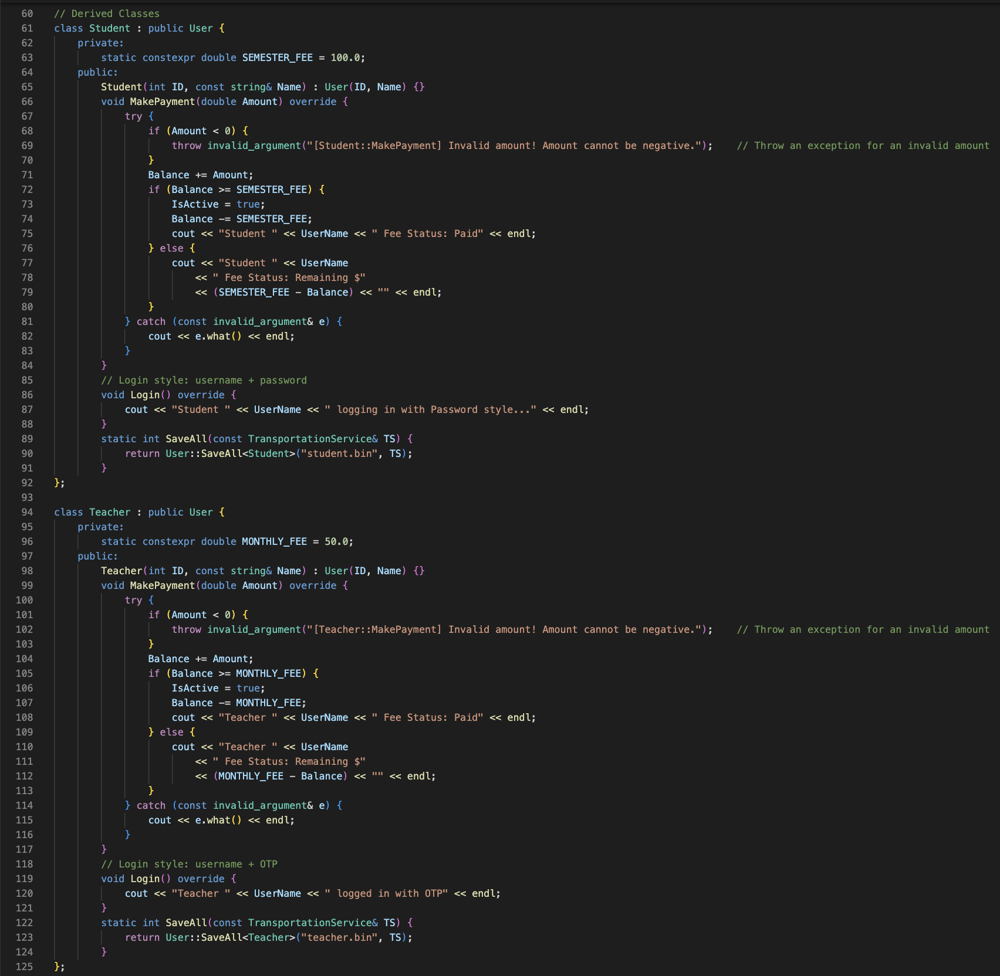 60 // Derived Classes
61 class Student : public User {
62     private:
63         static constexpr double SEMESTER_FEE = 100.0;
64     public:
65         Student(int ID, const string& Name) : User(ID, Name) {}
66         void MakePayment(double Amount) override {
67             try {
68                 if (Amount < 0) {
69                     throw invalid_argument("[Student::MakePayment] Invalid amount! Amount cannot be negative.");    // Throw an exception for an invalid amount
70                 }
71                 Balance += Amount;
72                 if (Balance >= SEMESTER_FEE) {
73                     IsActive = true;
74                     Balance -= SEMESTER_FEE;
75                     cout << "Student " << UserName << " Fee Status: Paid" << endl;
76                 } else {
77                     cout << "Student " << UserName
78                         << " Fee Status: Remaining $"
79                         << (SEMESTER_FEE - Balance) << "" << endl;
80                 }
81             } catch (const invalid_argument& e) {
82                 cout << e.what() << endl;
83             }
84         }
85         // Login style: username + password
86         void Login() override {
87             cout << "Student " << UserName << " logging in with Password style..." << endl;
88         }
89         static int SaveAll(const TransportationService& TS) {
90             return User::SaveAll<Student>("student.bin", TS);
91         }
92 };
93
94 class Teacher : public User {
95     private:
96         static constexpr double MONTHLY_FEE = 50.0;
97     public:
98         Teacher(int ID, const string& Name) : User(ID, Name) {}
99         void MakePayment(double Amount) override {
100             try {
101                 if (Amount < 0) {
102                     throw invalid_argument("[Teacher::MakePayment] Invalid amount! Amount cannot be negative.");    // Throw an exception for an invalid amount
103                 }
104                 Balance += Amount;
105                 if (Balance >= MONTHLY_FEE) {
106                     IsActive = true;
107                     Balance -= MONTHLY_FEE;
108                     cout << "Teacher " << UserName << " Fee Status: Paid" << endl;
109                 } else {
110                     cout << "Teacher " << UserName
111                         << " Fee Status: Remaining $"
112                         << (MONTHLY_FEE - Balance) << "" << endl;
113                 }
114             } catch (const invalid_argument& e) {
115                 cout << e.what() << endl;
116             }
117         }
118         // Login style: username + OTP
119         void Login() override {
120             cout << "Teacher " << UserName << " logged in with OTP" << endl;
121         }
122         static int SaveAll(const TransportationService& TS) {
123             return User::SaveAll<Teacher>("teacher.bin", TS);
124         }
125 };